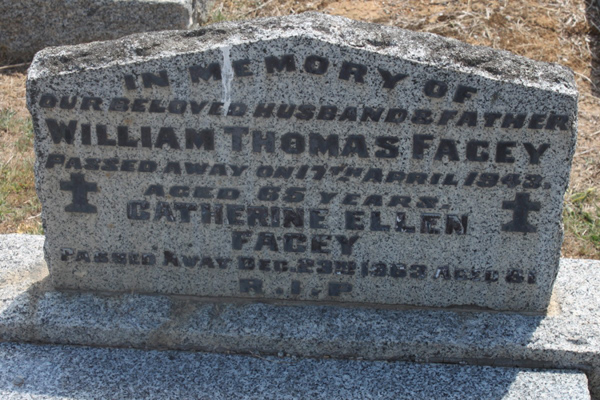 IN MEMORY OF
OUR BELOVED HUSBAND & FATHER
WILLIAM THOMAS FACEY
PASSED AWAY ON 17TH APRIL 1943.
AGED 65 YEARS.
CATHERINE ELLEN
FACEY
PASSED AWAY DEC. 23RD 1963 AGED 81
R.I.P